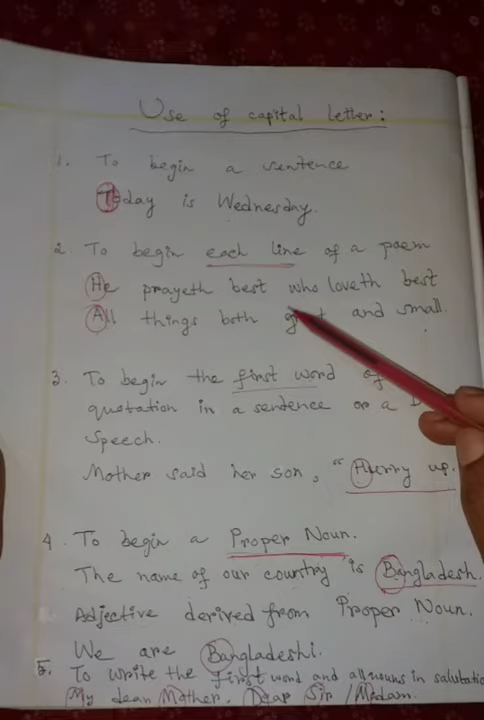 Use of capital letter:
1. To begin a sentence
Today is Wednesday.
2. To begin each line of a poem
He prayeth best who loveth best
All things both and small.
3. To begin the first word of
quotation in a sentence or a
Speech.
Mother said her son, "Hurry up.
4. To begin a Proper Noun.
The name of our country is Bangladesh.
Adjective derived from Proper Noun.
We are Bangladeshi.
5. To write the first word and all nouns in salutation
My dear Mother. Dear Sir / Madam.